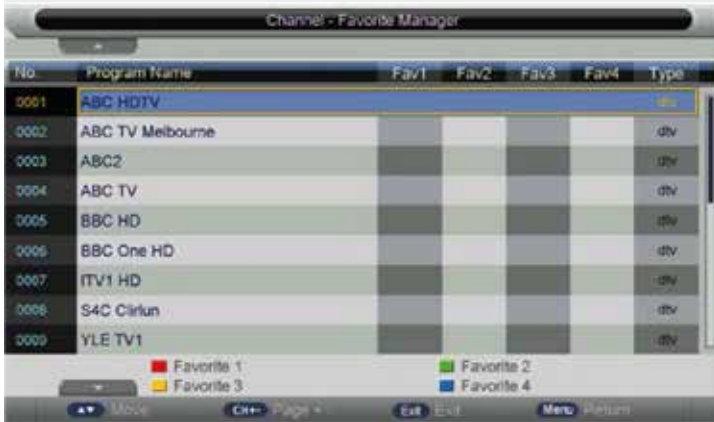 Channel - Favorite Manager
No. Program Name Fav1 Fav2 Fav3 Fav4 Type
0001 ABC HDTV dtv
0002 ABC TV Melbourne dtv
0003 ABC2 dtv
0004 ABC TV dtv
0005 BBC HD dtv
0006 BBC One HD dtv
0007 ITV1 HD dtv
0008 S4C Clirlun dtv
0009 YLE TV1 dtv
Favorite 1 Favorite 2
Favorite 3 Favorite 4
▲▼ Move CH+- Page + Exit Exit Menu Return